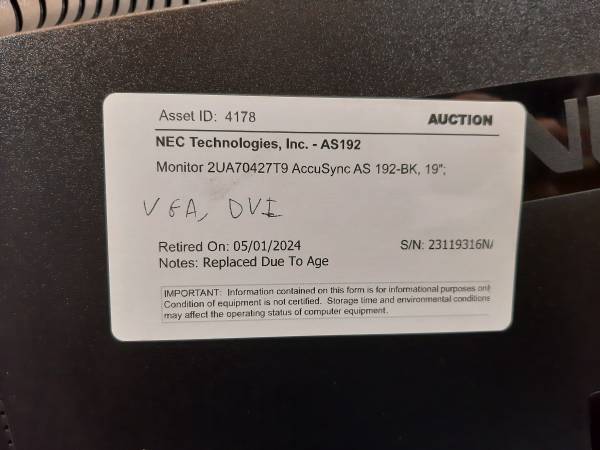 Asset ID: 4178 AUCTION
NEC Technologies, Inc. - AS192
Monitor 2UA70427T9 AccuSync AS 192-BK, 19";
VGA, DVI
Retired On: 05/01/2024 S/N: 23119316N
Notes: Replaced Due To Age
IMPORTANT: Information contained on this form is for informational purposes onl
Condition of equipment is not certified. Storage time and environmental conditions
may affect the operating status of computer equipment.